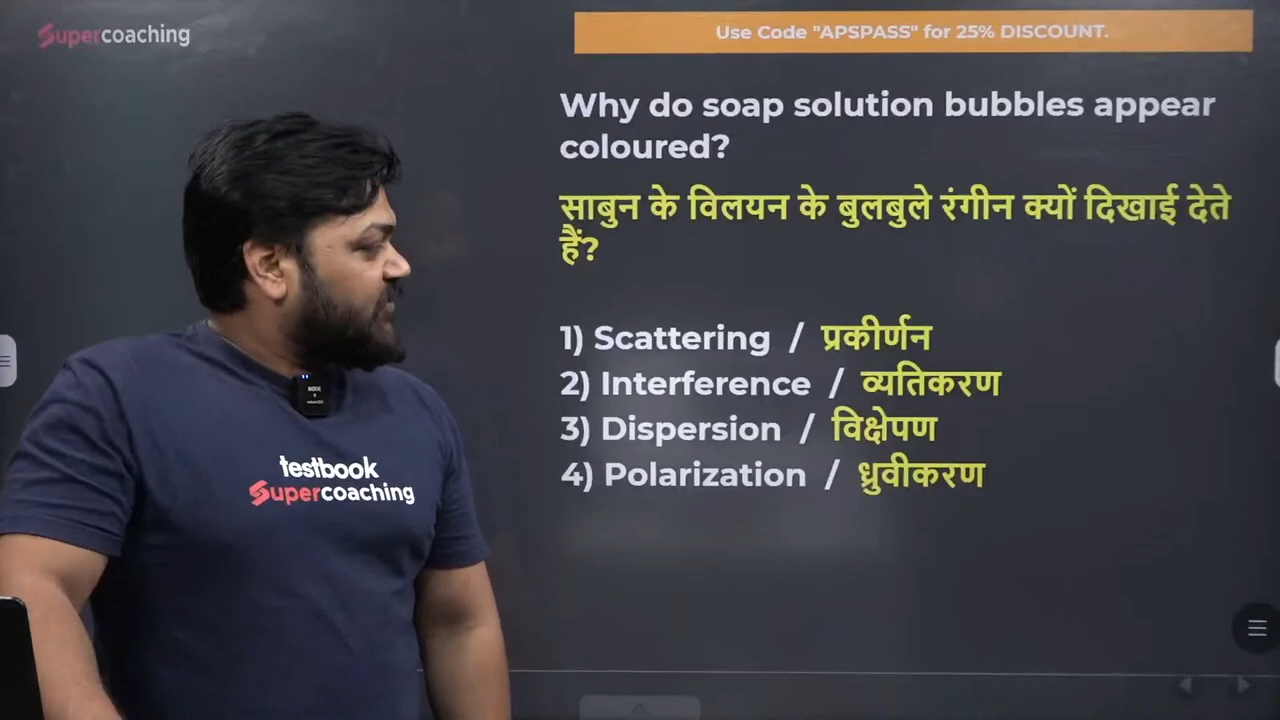 Supercoaching
Use Code "APSPASS" for 25% DISCOUNT.
Why do soap solution bubbles appear
coloured?
साबुन के विलयन के बुलबुले रंगीन क्यों दिखाई देते
हैं?
1) Scattering / प्रकीर्णन
2) Interference / व्यतिकरण
3) Dispersion / विक्षेपण
4) Polarization / ध्रुवीकरण
testbook
Supercoaching